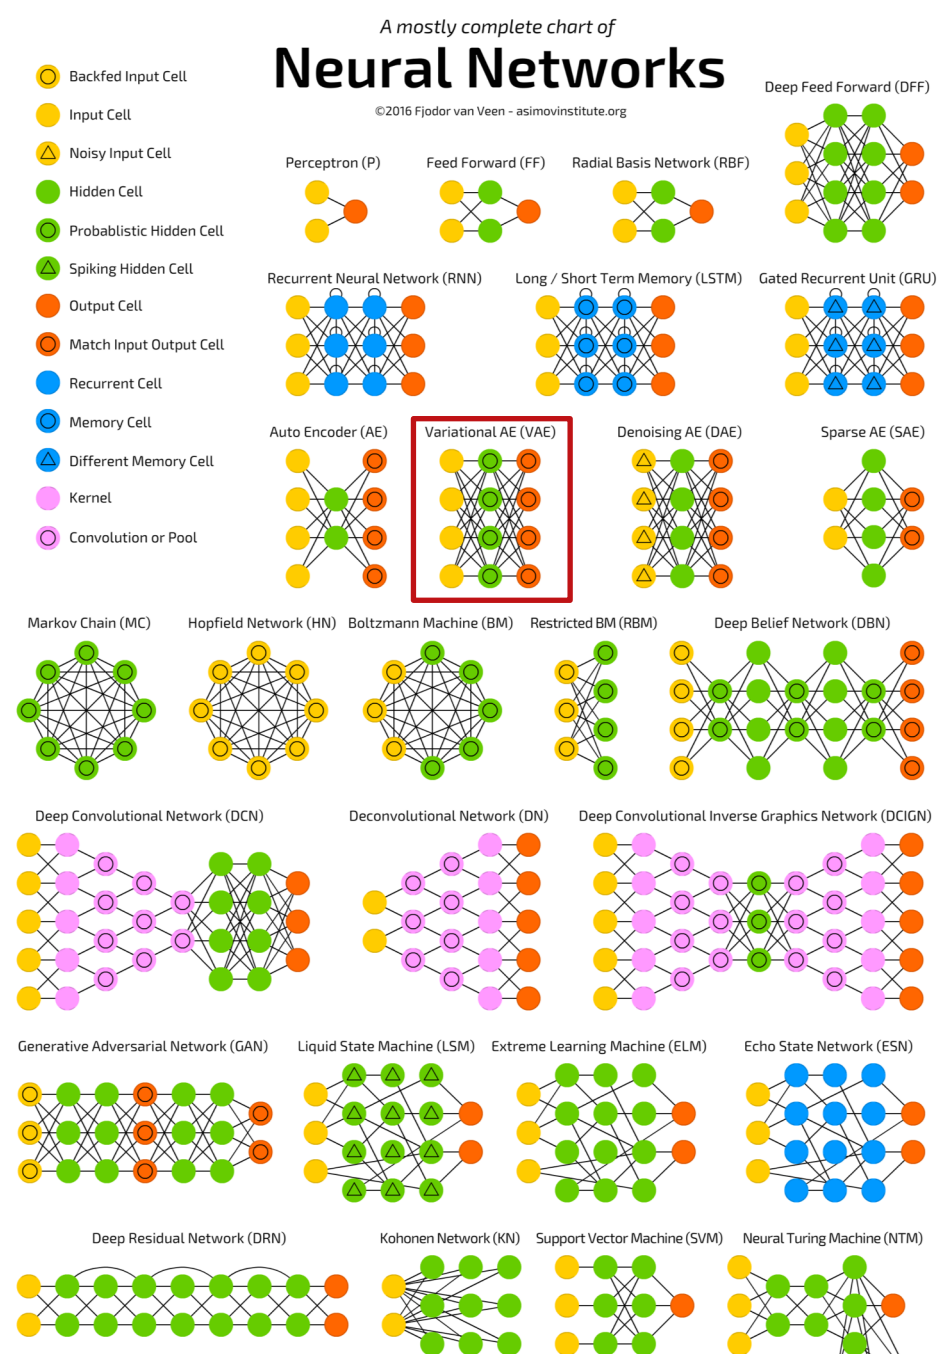 A mostly complete chart of
Neural Networks
©2016 Fjodor van Veen - asimovinstitute.org
Backfed Input Cell
Input Cell
Noisy Input Cell
Hidden Cell
Probablistic Hidden Cell
Spiking Hidden Cell
Output Cell
Match Input Output Cell
Recurrent Cell
Memory Cell
Different Memory Cell
Kernel
Convolution or Pool
Deep Feed Forward (DFF)
Perceptron (P)
Feed Forward (FF)
Radial Basis Network (RBF)
Recurrent Neural Network (RNN)
Long / Short Term Memory (LSTM)
Gated Recurrent Unit (GRU)
Auto Encoder (AE)
Variational AE (VAE)
Denoising AE (DAE)
Sparse AE (SAE)
Markov Chain (MC)
Hopfield Network (HN)
Boltzmann Machine (BM)
Restricted BM (RBM)
Deep Belief Network (DBN)
Deep Convolutional Network (DCN)
Deconvolutional Network (DN)
Deep Convolutional Inverse Graphics Network (DCIGN)
Generative Adversarial Network (GAN)
Liquid State Machine (LSM)
Extreme Learning Machine (ELM)
Echo State Network (ESN)
Deep Residual Network (DRN)
Kohonen Network (KN)
Support Vector Machine (SVM)
Neural Turing Machine (NTM)